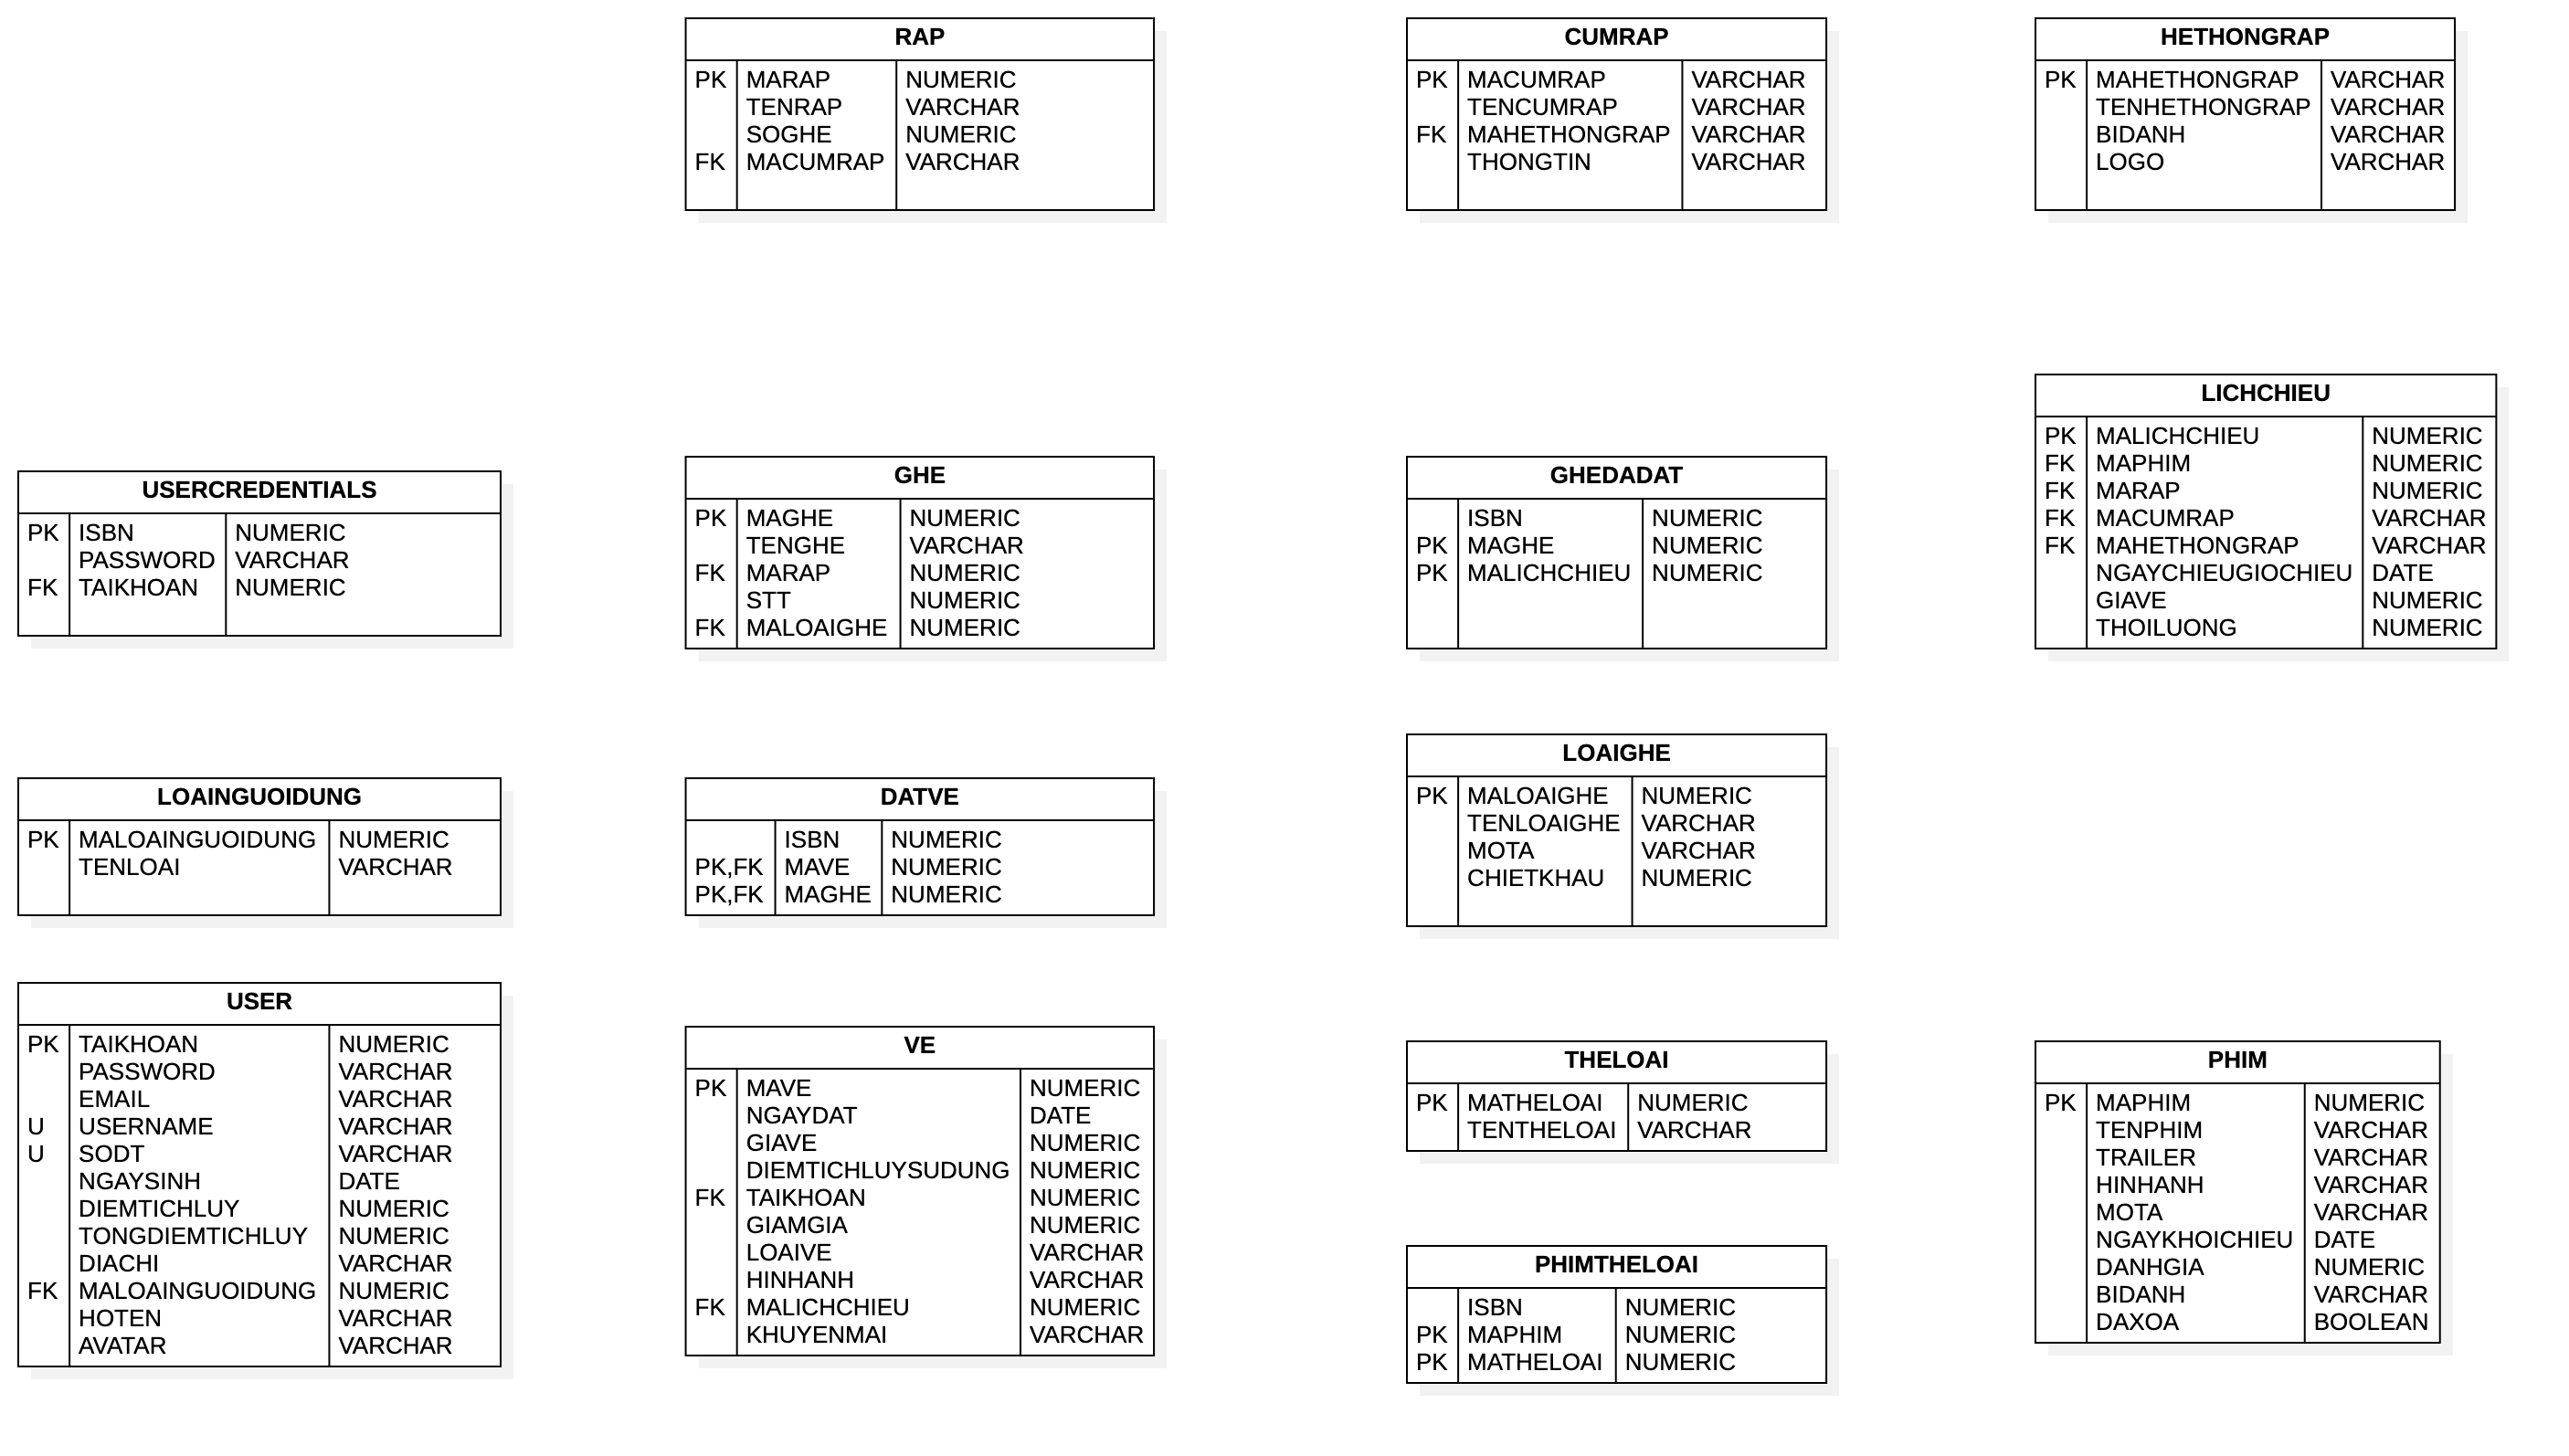 RAP
PK MARAP NUMERIC
TENRAP VARCHAR
SOGHE NUMERIC
FK MACUMRAP VARCHAR
CUMRAP
PK MACUMRAP VARCHAR
TENCUMRAP VARCHAR
FK MAHETHONGRAP VARCHAR
THONGTIN VARCHAR
HETHONGRAP
PK MAHETHONGRAP VARCHAR
TENHETHONGRAP VARCHAR
BIDANH VARCHAR
LOGO VARCHAR
USERCREDENTIALS
PK ISBN NUMERIC
PASSWORD VARCHAR
FK TAIKHOAN NUMERIC
GHE
PK MAGHE NUMERIC
TENGHE VARCHAR
FK MARAP NUMERIC
STT NUMERIC
FK MALOAIGHE NUMERIC
GHEDADAT
ISBN NUMERIC
PK MAGHE NUMERIC
PK MALICHCHIEU NUMERIC
LICHCHIEU
PK MALICHCHIEU NUMERIC
FK MAPHIM NUMERIC
FK MARAP NUMERIC
FK MACUMRAP VARCHAR
FK MAHETHONGRAP VARCHAR
NGAYCHIEUGIOCHIEU DATE
GIAVE NUMERIC
THOILUONG NUMERIC
LOAINGUOIDUNG
PK MALOAINGUOIDUNG NUMERIC
TENLOAI VARCHAR
DATVE
ISBN NUMERIC
PK,FK MAVE NUMERIC
PK,FK MAGHE NUMERIC
LOAIGHE
PK MALOAIGHE NUMERIC
TENLOAIGHE VARCHAR
MOTA VARCHAR
CHIETKHAU NUMERIC
USER
PK TAIKHOAN NUMERIC
PASSWORD VARCHAR
EMAIL VARCHAR
U USERNAME VARCHAR
U SODT VARCHAR
NGAYSINH DATE
DIEMTICHLUY NUMERIC
TONGDIEMTICHLUY NUMERIC
DIACHI VARCHAR
FK MALOAINGUOIDUNG NUMERIC
HOTEN VARCHAR
AVATAR VARCHAR
VE
PK MAVE NUMERIC
NGAYDAT DATE
GIAVE NUMERIC
DIEMTICHLUYSUDUNG NUMERIC
FK TAIKHOAN NUMERIC
GIAMGIA NUMERIC
LOAIVE VARCHAR
HINHANH VARCHAR
FK MALICHCHIEU NUMERIC
KHUYENMAI VARCHAR
THELOAI
PK MATHELOAI NUMERIC
TENTHELOAI VARCHAR
PHIMTHELOAI
ISBN NUMERIC
PK MAPHIM NUMERIC
PK MATHELOAI NUMERIC
PHIM
PK MAPHIM NUMERIC
TENPHIM VARCHAR
TRAILER VARCHAR
HINHANH VARCHAR
MOTA VARCHAR
NGAYKHOICHIEU DATE
DANHGIA NUMERIC
BIDANH VARCHAR
DAXOA BOOLEAN